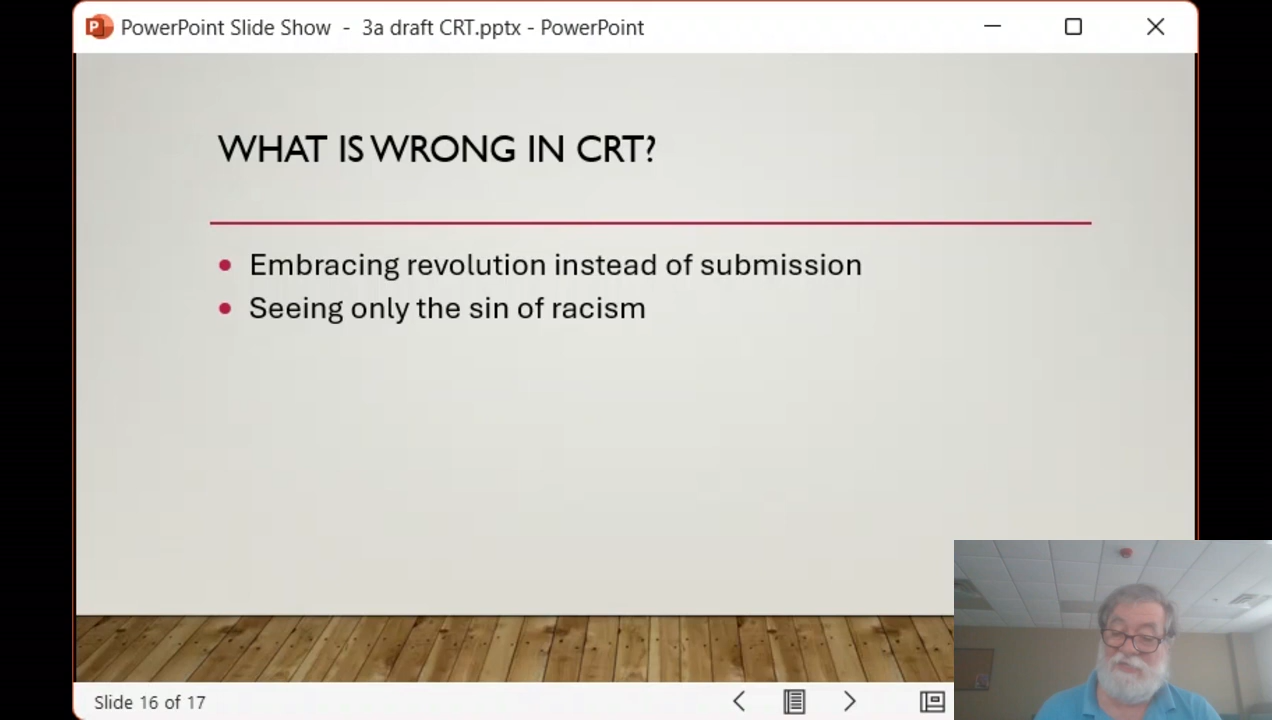 P PowerPoint Slide Show - 3a draft CRT.pptx - PowerPoint
WHAT IS WRONG IN CRT?
• Embracing revolution instead of submission
• Seeing only the sin of racism
Slide 16 of 17